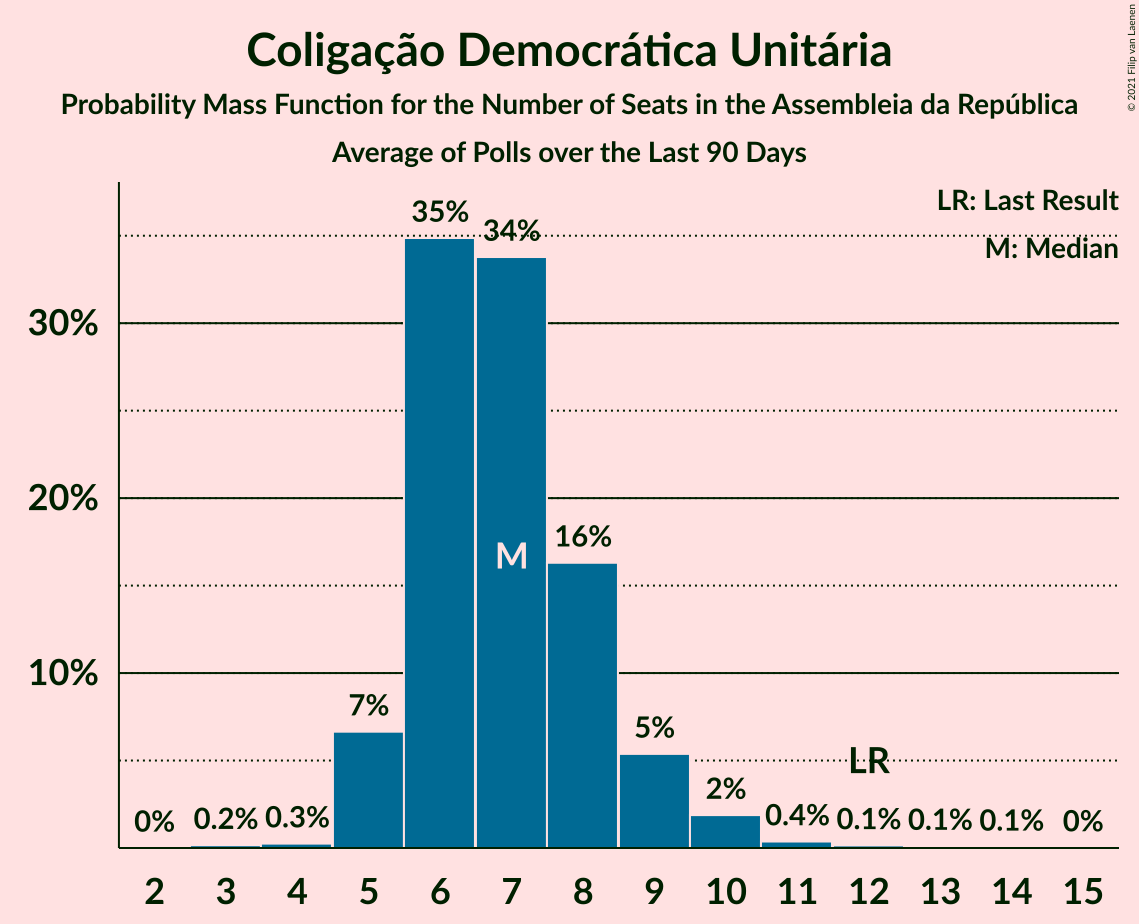 Coligação Democrática Unitária
Probability Mass Function for the Number of Seats in the Assembleia da República
Average of Polls over the Last 90 Days
© 2021 Filip van Laenen
LR: Last Result
M: Median
35%
34%
30%
20%
16%
M
10%
7%
5%
LR
2%
0%
0.2%
0.3%
0.4%
0.1%
0.1%
0.1%
0%
2 3 4 5 6 7 8 9 10 11 12 13 14 15